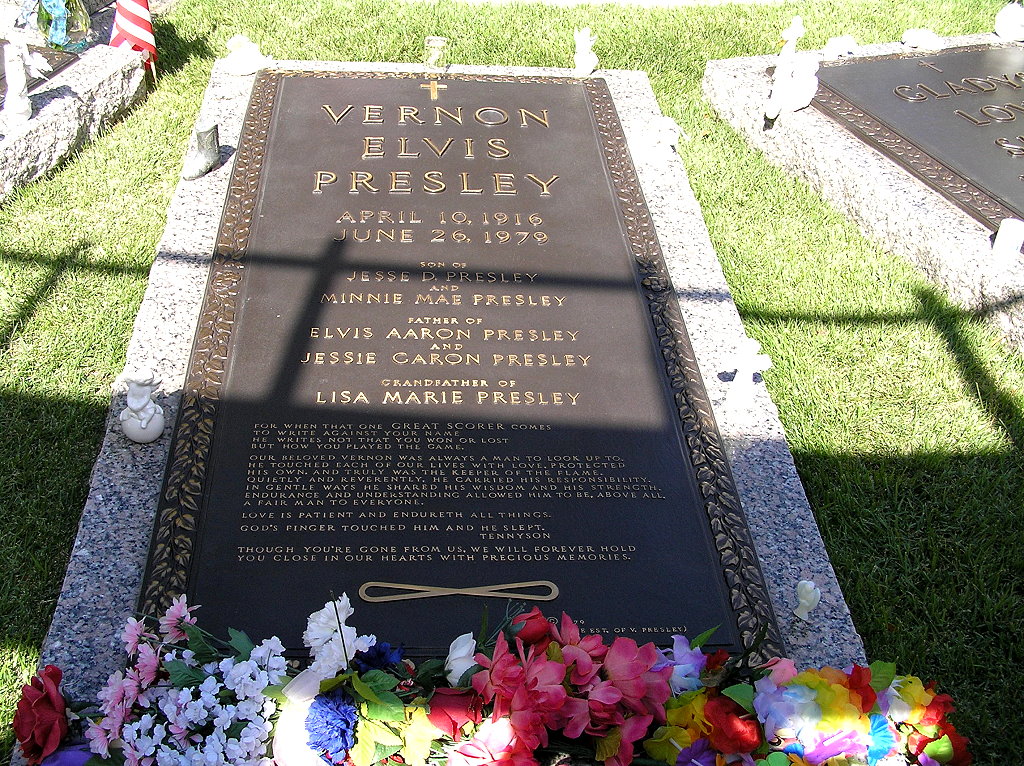 VERNON
ELVIS
PRESLEY
APRIL 10, 1916
JUNE 26, 1979
SON OF
JESSE D. PRESLEY
AND
MINNIE MAE PRESLEY
FATHER OF
ELVIS AARON PRESLEY
AND
JESSIE GARON PRESLEY
GRANDFATHER OF
LISA MARIE PRESLEY
FOR WHEN THAT ONE GREAT SCORER COMES
TO WRITE AGAINST YOUR NAME
HE WRITES NOT THAT YOU WON OR LOST
BUT HOW YOU PLAYED THE GAME.
OUR BELOVED VERNON WAS ALWAYS A MAN TO LOOK UP TO.
HE TOUCHED EACH OF OUR LIVES WITH LOVE, PROTECTED
HIS OWN, AND TRULY WAS THE KEEPER OF THE FLAME.
QUIETLY AND REVERENTLY, HE CARRIED HIS RESPONSIBILITY.
IN GENTLE WAYS HE SHARED HIS WISDOM AND HIS STRENGTH.
ENDURANCE AND UNDERSTANDING ALLOWED HIM TO BE, ABOVE ALL,
A FAIR MAN TO EVERYONE.
LOVE IS PATIENT AND ENDURETH ALL THINGS.
GOD'S FINGER TOUCHED HIM AND HE SLEPT.
TENNYSON
THOUGH YOU'RE GONE FROM US, WE WILL FOREVER HOLD
YOU CLOSE IN OUR HEARTS WITH PRECIOUS MEMORIES.
© 79
EST. OF V. PRESLEY)
GLADYS